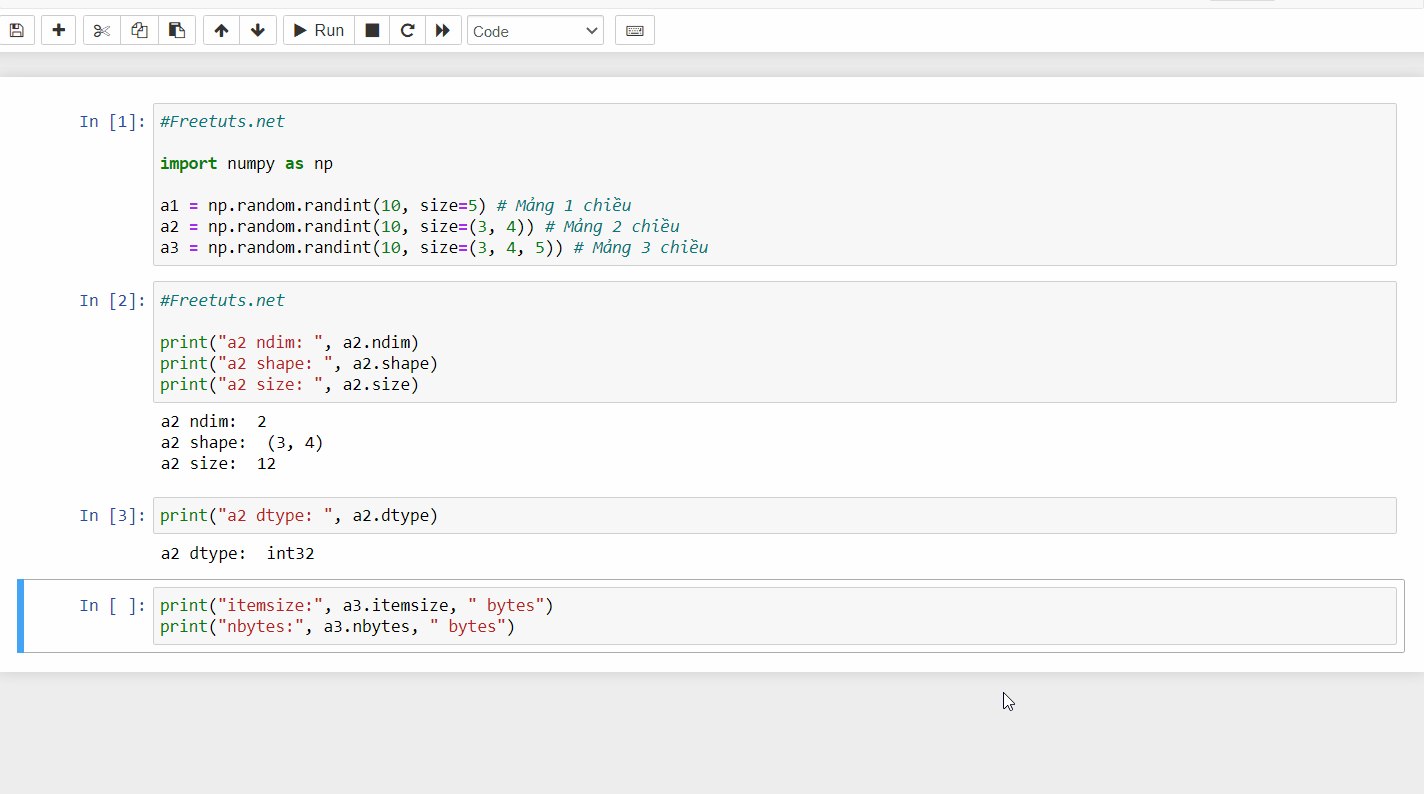 Run Code
In [1]: #Freetuts.net
import numpy as np
a1 = np.random.randint(10, size=5) # Mảng 1 chiều
a2 = np.random.randint(10, size=(3, 4)) # Mảng 2 chiều
a3 = np.random.randint(10, size=(3, 4, 5)) # Mảng 3 chiều
In [2]: #Freetuts.net
print("a2 ndim: ", a2.ndim)
print("a2 shape: ", a2.shape)
print("a2 size: ", a2.size)
a2 ndim:  2
a2 shape:  (3, 4)
a2 size:  12
In [3]: print("a2 dtype: ", a2.dtype)
a2 dtype:  int32
In [ ]: print("itemsize:", a3.itemsize, " bytes")
print("nbytes:", a3.nbytes, " bytes")